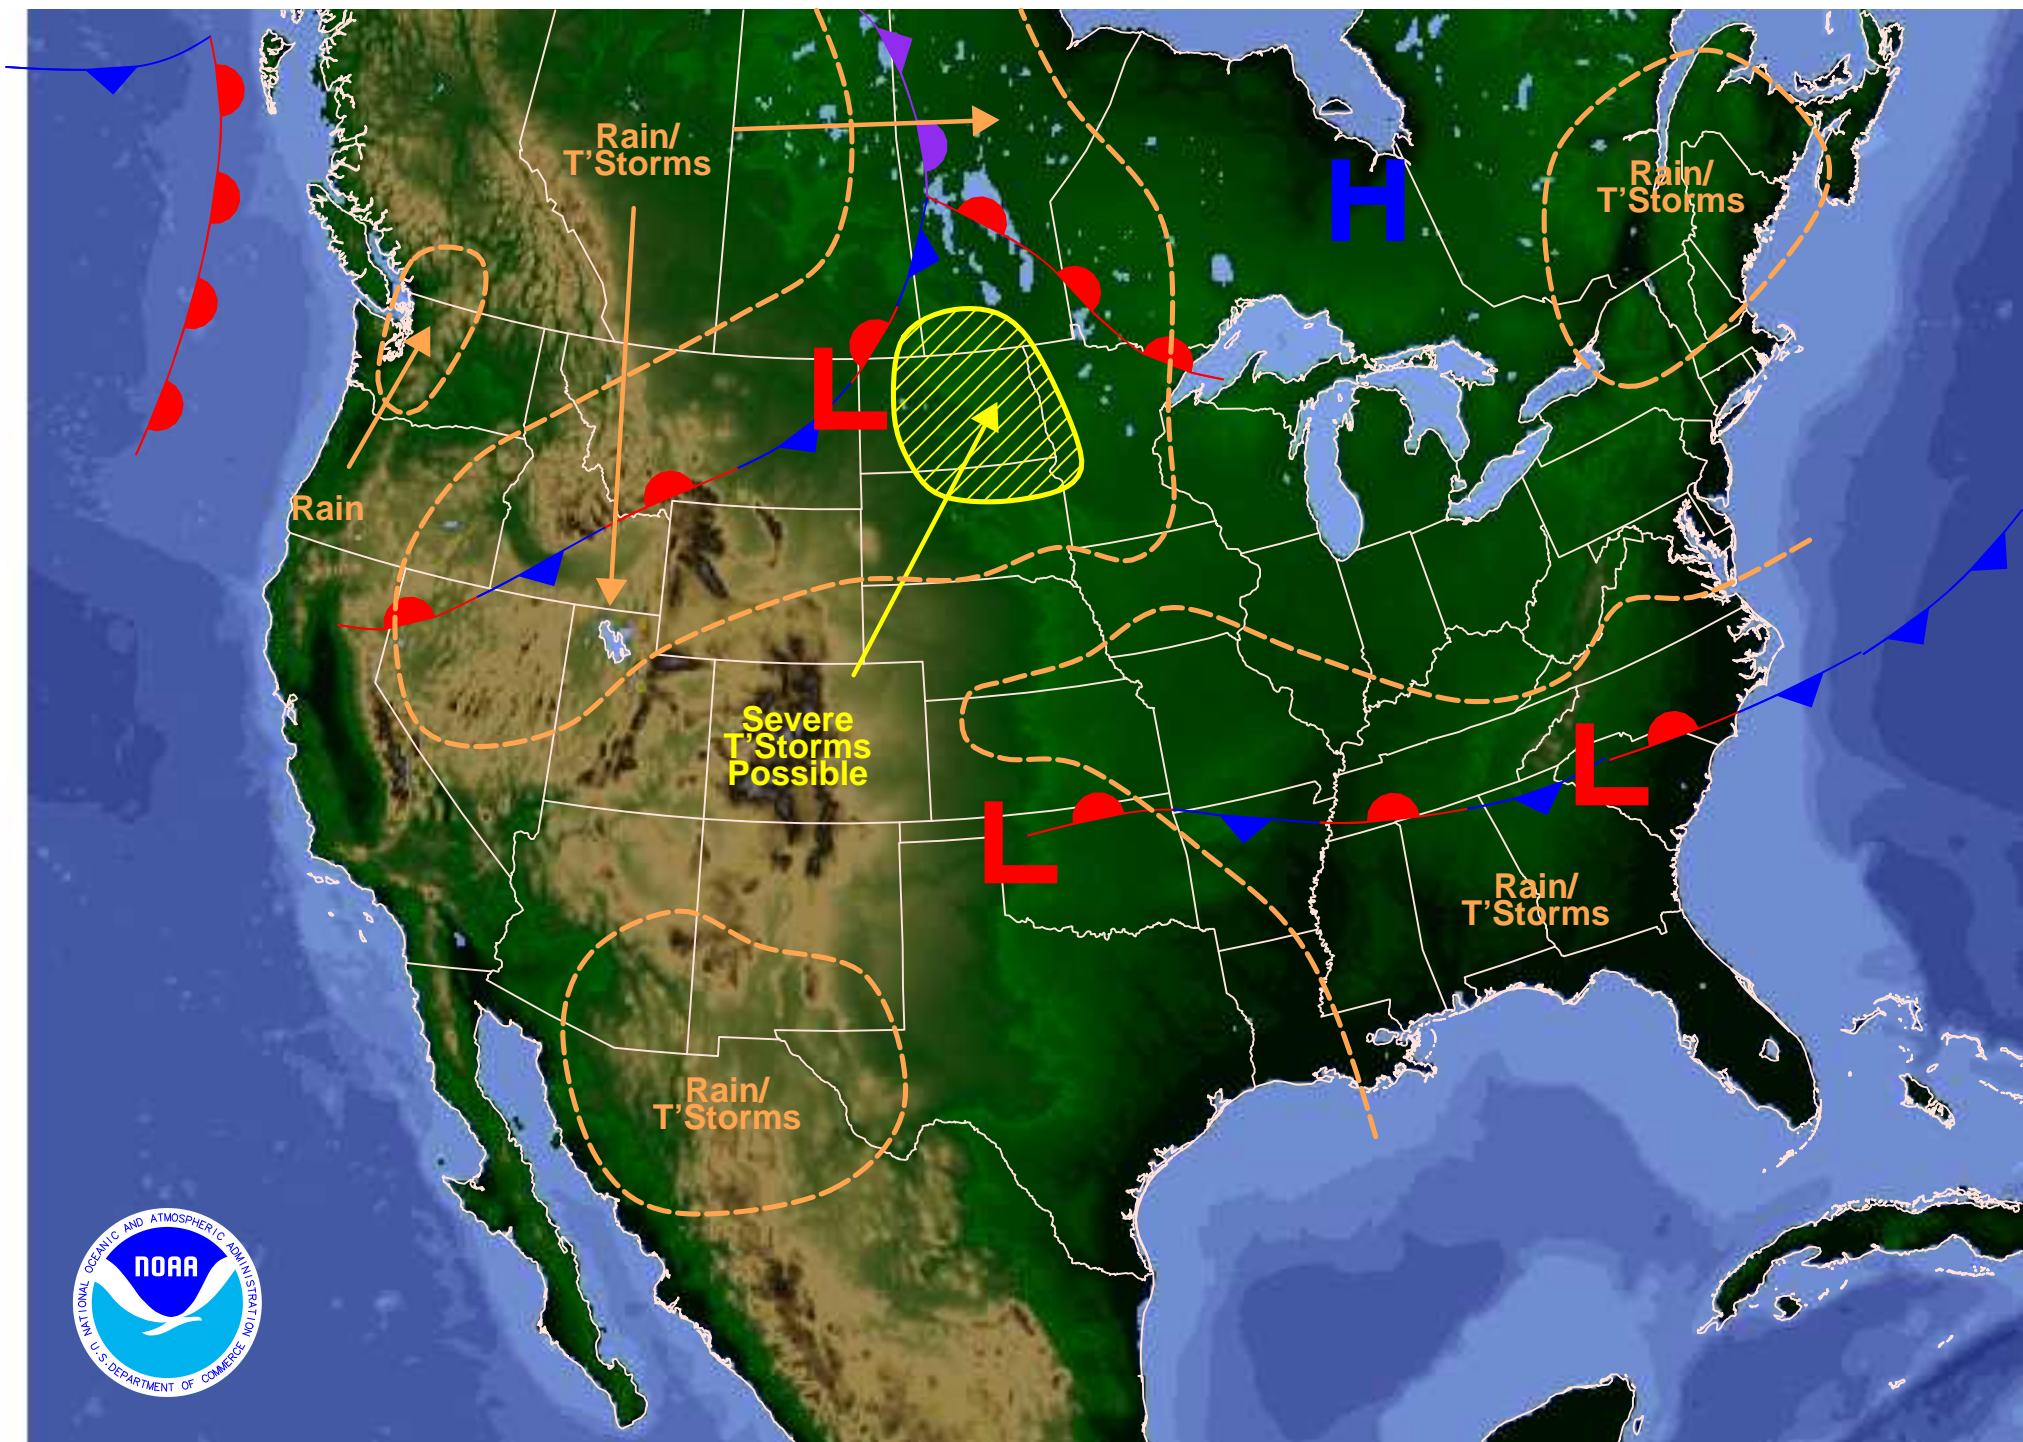 Rain/
T'Storms
H
Rain/
T'Storms
L
Rain
Severe
T'Storms
Possible
L
L
Rain/
T'Storms
Rain/
T'Storms
NATIONAL OCEANIC AND ATMOSPHERIC ADMINISTRATION
NOAA
U.S. DEPARTMENT OF COMMERCE